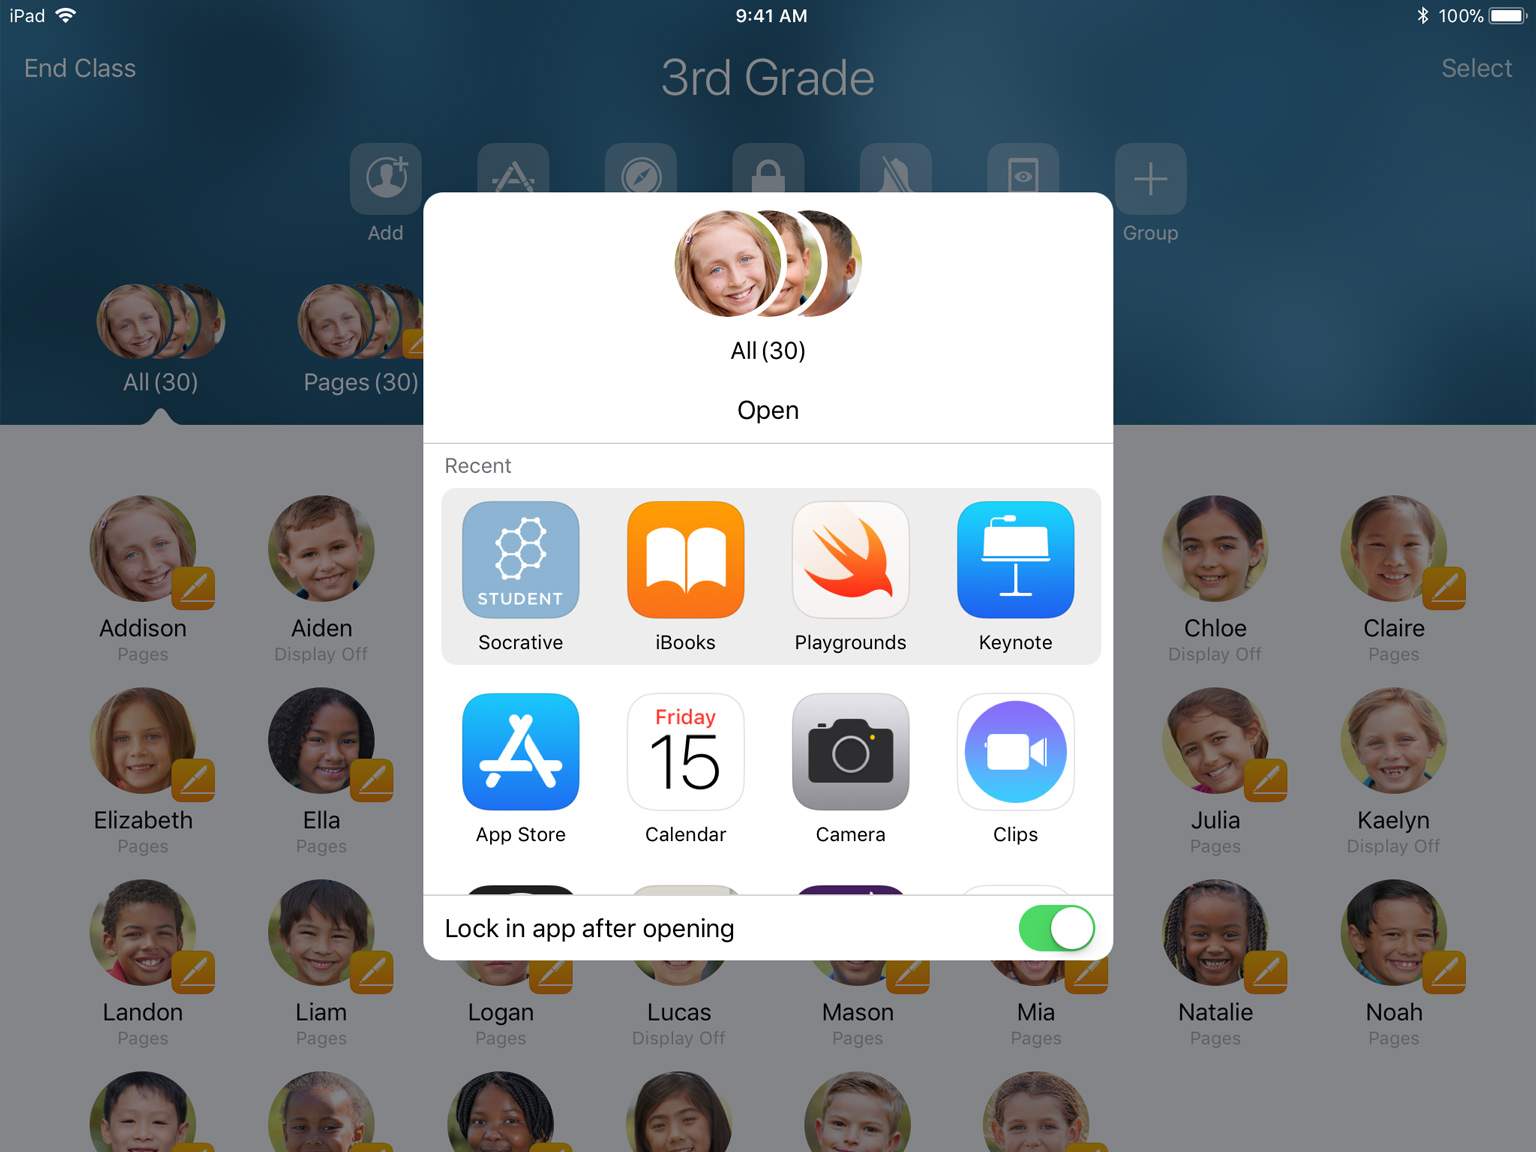 iPad
9:41 AM
100%
End Class
3rd Grade
Select
Add
Group
All (30)
Pages (30)
All (30)
Open
Recent
STUDENT
Socrative
iBooks
Playgrounds
Keynote
Friday
15
App Store
Calendar
Camera
Clips
Lock in app after opening
Addison
Pages
Aiden
Display Off
Chloe
Display Off
Claire
Pages
Elizabeth
Pages
Ella
Pages
Julia
Pages
Kaelyn
Display Off
Landon
Pages
Liam
Pages
Logan
Pages
Lucas
Display Off
Mason
Pages
Mia
Pages
Natalie
Pages
Noah
Pages